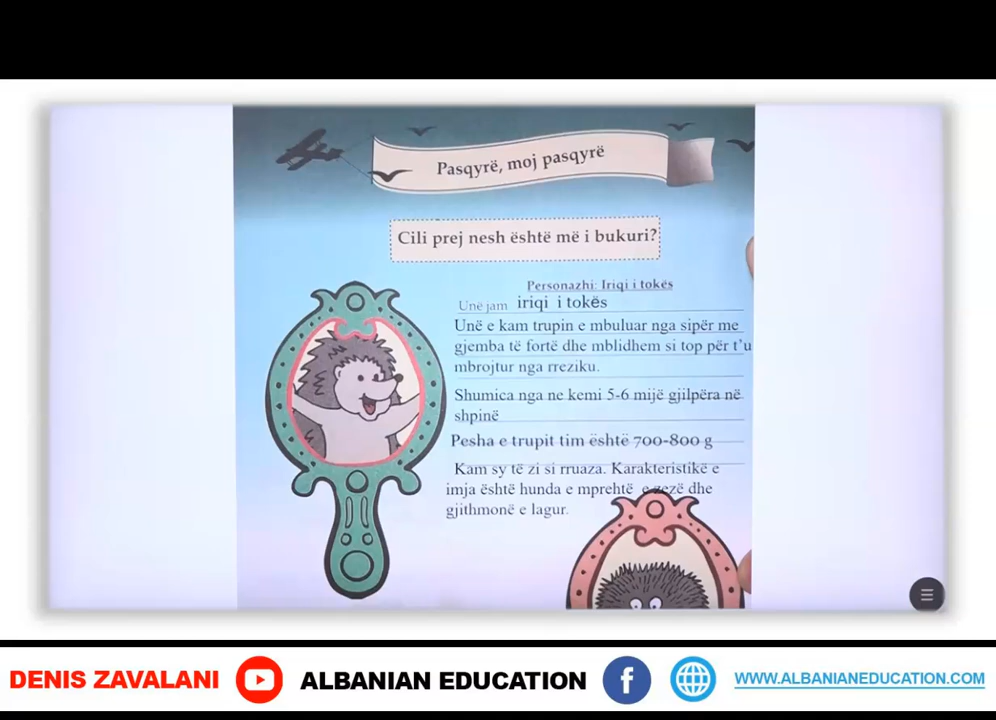 Pasqyrë, moj pasqyrë
Cili prej nesh është më i bukuri?
Personazhi: Iriqi i tokës
Unë jam iriqi i tokës
Unë e kam trupin e mbuluar nga sipër me
gjemba të fortë dhe mblidhem si top për t'u
mbrojtur nga rreziku.
Shumica nga ne kemi 5-6 mijë gjilpëra në
shpinë
Pesha e trupit tim është 700-800 g
Kam sy të zi si rruaza. Karakteristikë e
imja është hunda e mprehtë e zezë dhe
gjithmonë e lagur.
DENIS ZAVALANI ALBANIAN EDUCATION f WWW.ALBANIANEDUCATION.COM